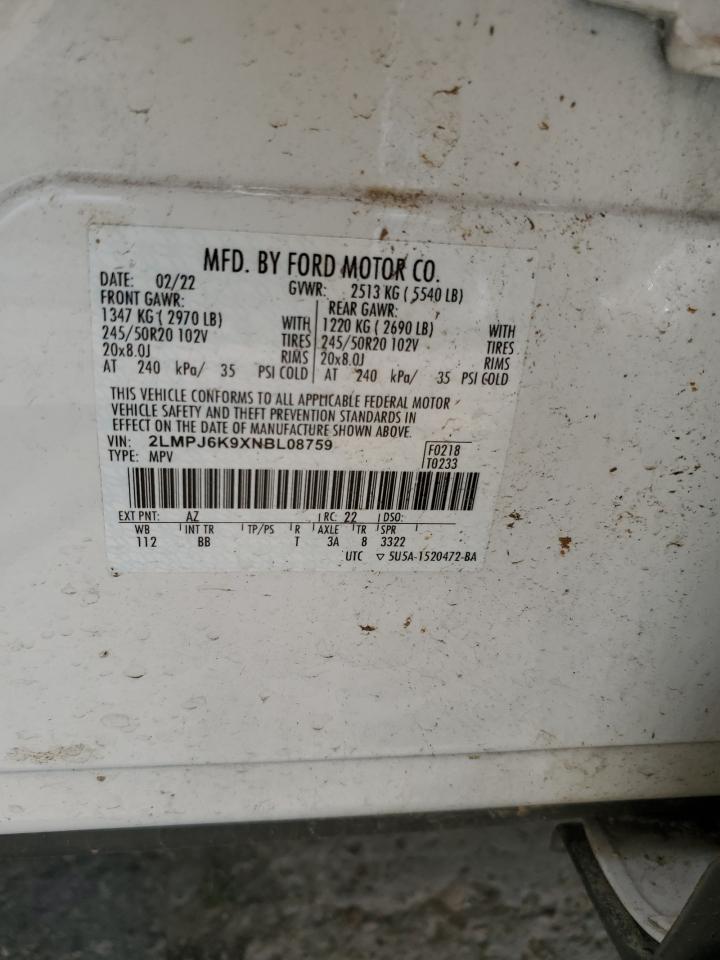 MFD. BY FORD MOTOR CO.
DATE: 02/22 GVWR: 2513 KG ( 5540 LB)
FRONT GAWR: REAR GAWR:
1347 KG ( 2970 LB) WITH 1220 KG ( 2690 LB) WITH
245/50R20 102V TIRES 245/50R20 102V TIRES
20x8.0J RIMS 20x8.0J RIMS
AT 240 kPa/ 35 PSI COLD AT 240 kPa/ 35 PSI COLD
THIS VEHICLE CONFORMS TO ALL APPLICABLE FEDERAL MOTOR
VEHICLE SAFETY AND THEFT PREVENTION STANDARDS IN
EFFECT ON THE DATE OF MANUFACTURE SHOWN ABOVE.
VIN: 2LMPJ6K9XNBL08759 F0218
TYPE: MPV T0233
EXT PNT: AZ RC: 22 DSO:
WB INT TR TP/PS R AXLE TR SPR
112 BB T 3A 8 3322
UTC ▽ 5U5A-1520472-BA